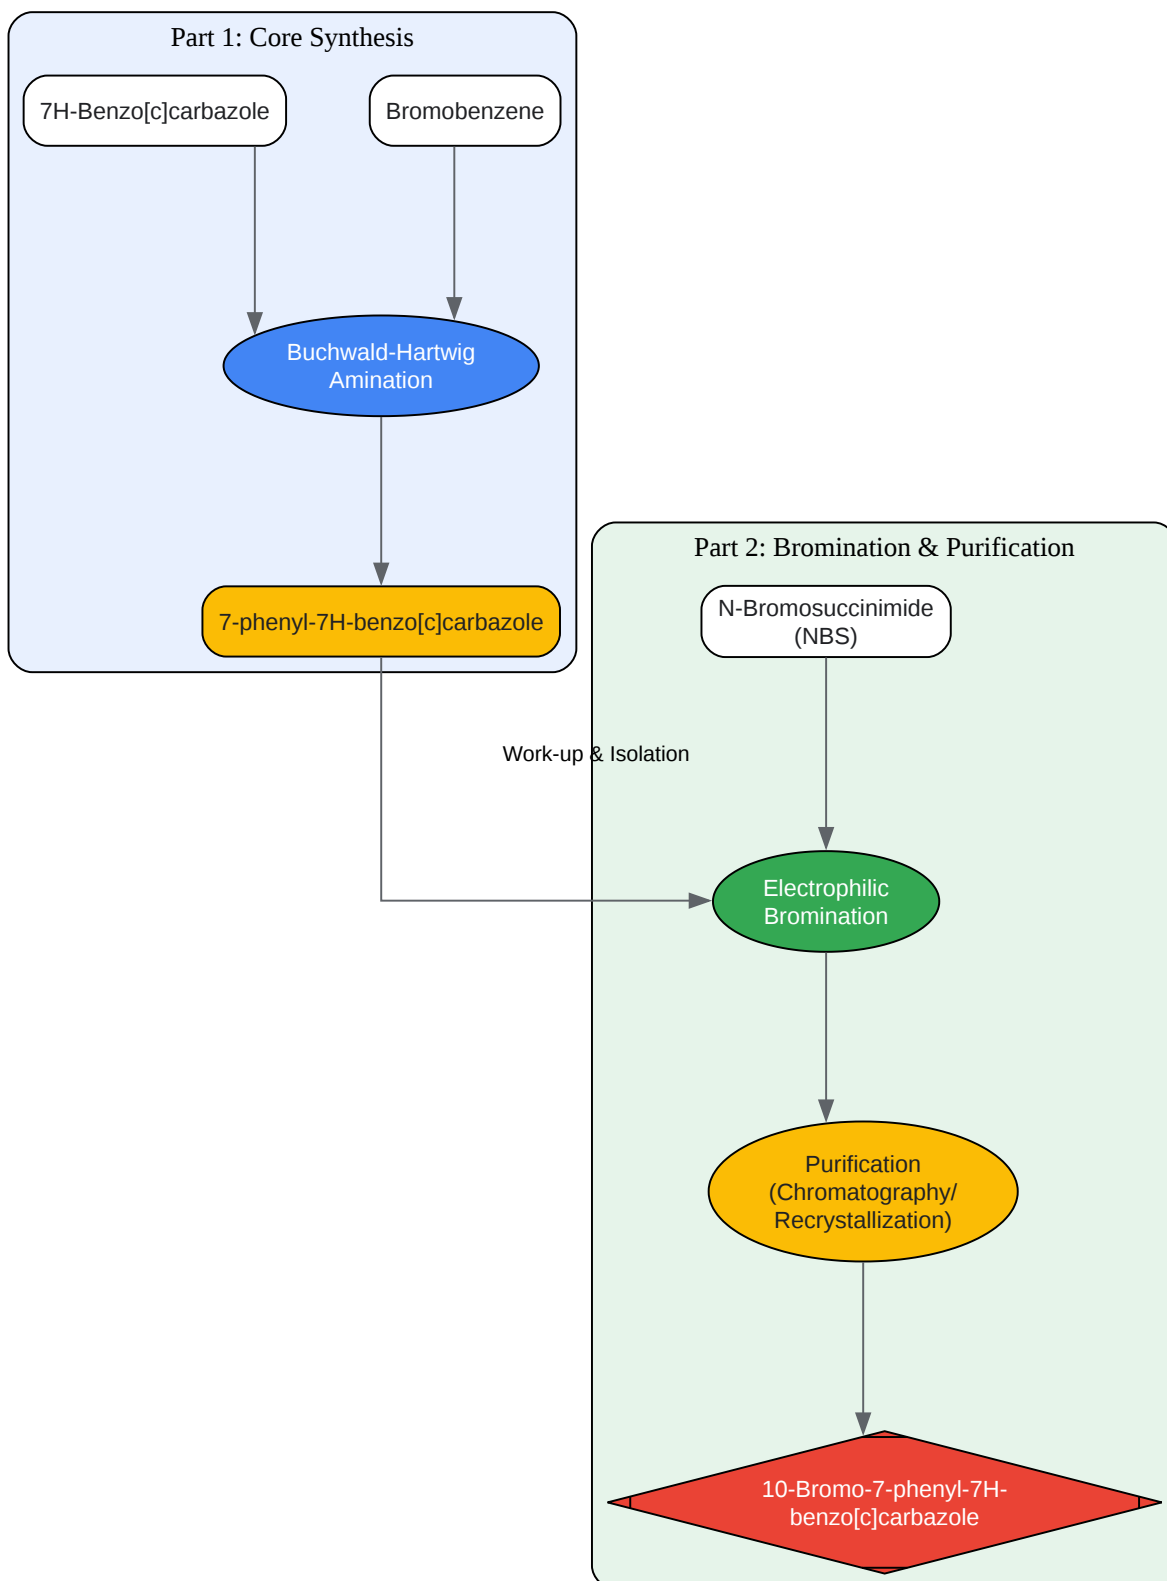 Part 1: Core Synthesis
7H-Benzo[c]carbazole
Bromobenzene
Buchwald-Hartwig
Amination
7-phenyl-7H-benzo[c]carbazole
Part 2: Bromination & Purification
N-Bromosuccinimide
(NBS)
Work-up & Isolation
Electrophilic
Bromination
Purification
(Chromatography/
Recrystallization)
10-Bromo-7-phenyl-7H-
benzo[c]carbazole